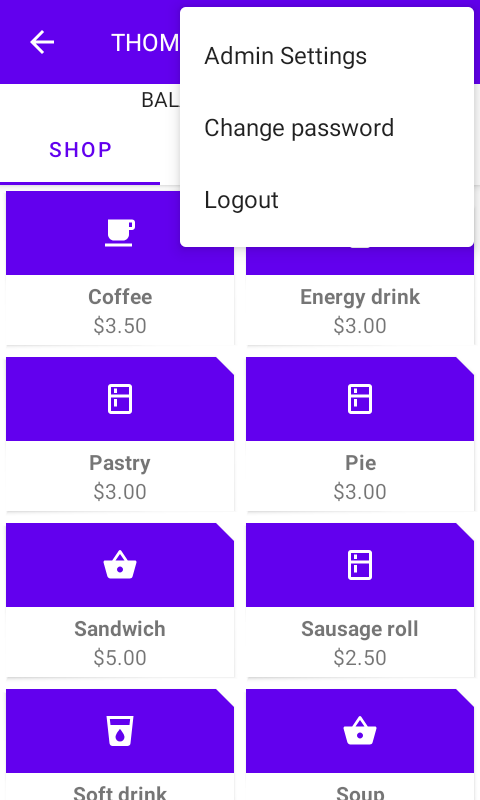 THOM
Admin Settings
Change password
Logout
BAL
SHOP
Coffee
$3.50
Energy drink
$3.00
Pastry
$3.00
Pie
$3.00
Sandwich
$5.00
Sausage roll
$2.50
Soft drink
Soup